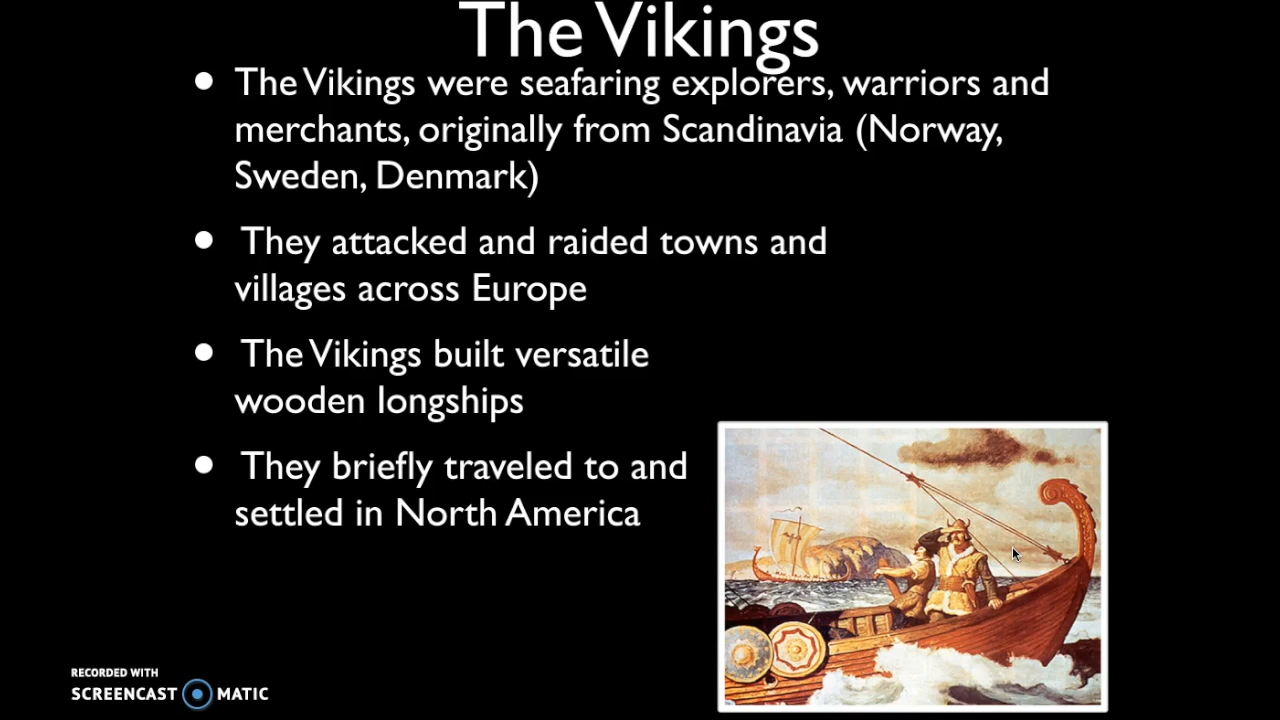 The Vikings
• The Vikings were seafaring explorers, warriors and
merchants, originally from Scandinavia (Norway,
Sweden, Denmark)
• They attacked and raided towns and
villages across Europe
• The Vikings built versatile
wooden longships
• They briefly traveled to and
settled in North America
RECORDED WITH
SCREENCAST MATIC